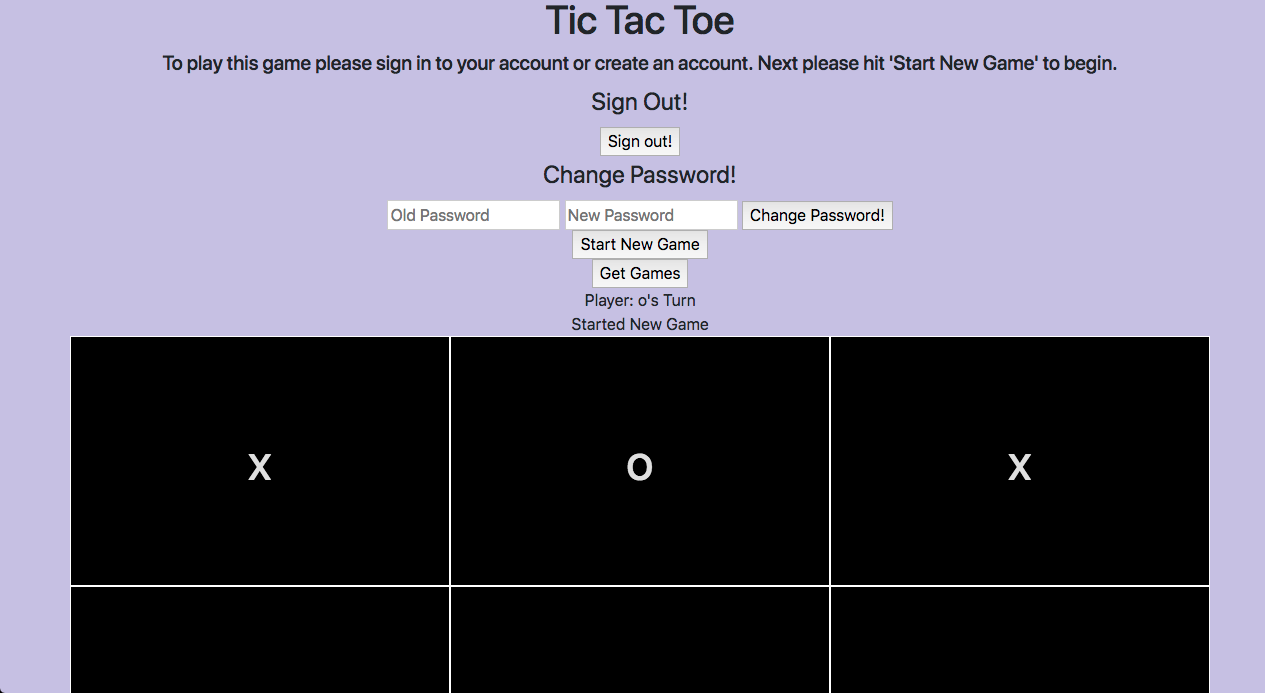 Tic Tac Toe
To play this game please sign in to your account or create an account. Next please hit 'Start New Game' to begin.
Sign Out!
Sign out!
Change Password!
Old Password New Password Change Password!
Start New Game
Get Games
Player: o's Turn
Started New Game
X O X